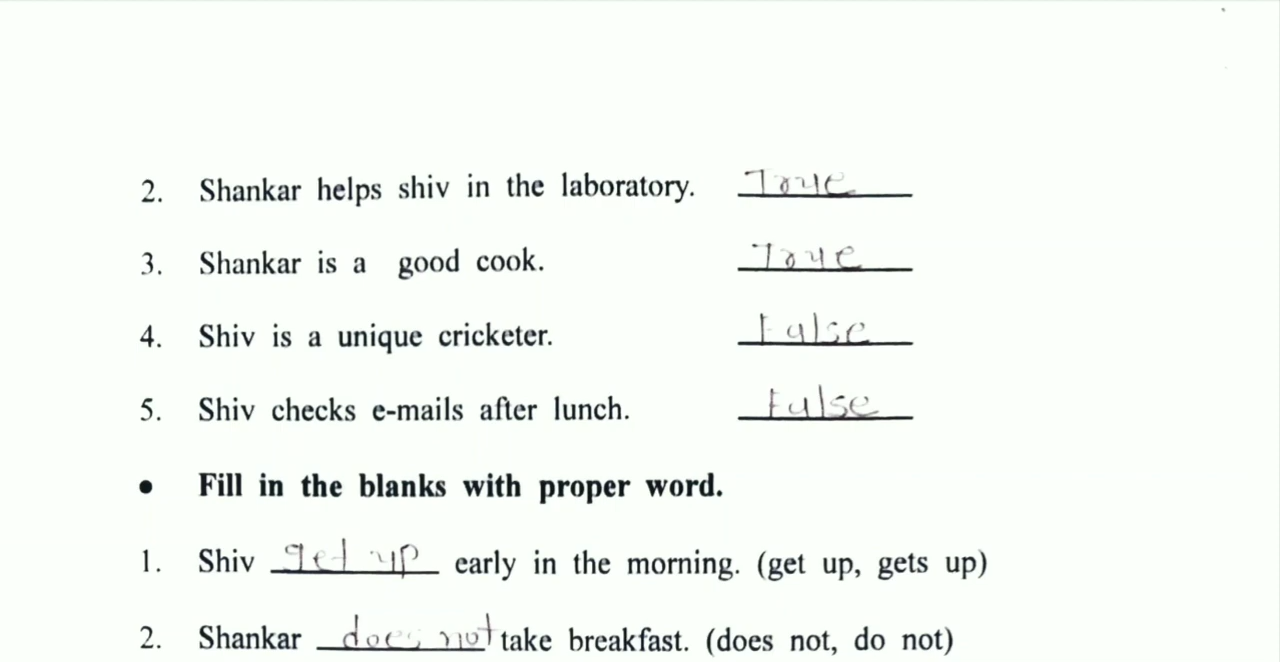 2. Shankar helps shiv in the laboratory. True
3. Shankar is a good cook. True
4. Shiv is a unique cricketer. False
5. Shiv checks e-mails after lunch. False
• Fill in the blanks with proper word.
1. Shiv get up early in the morning. (get up, gets up)
2. Shankar does not take breakfast. (does not, do not)